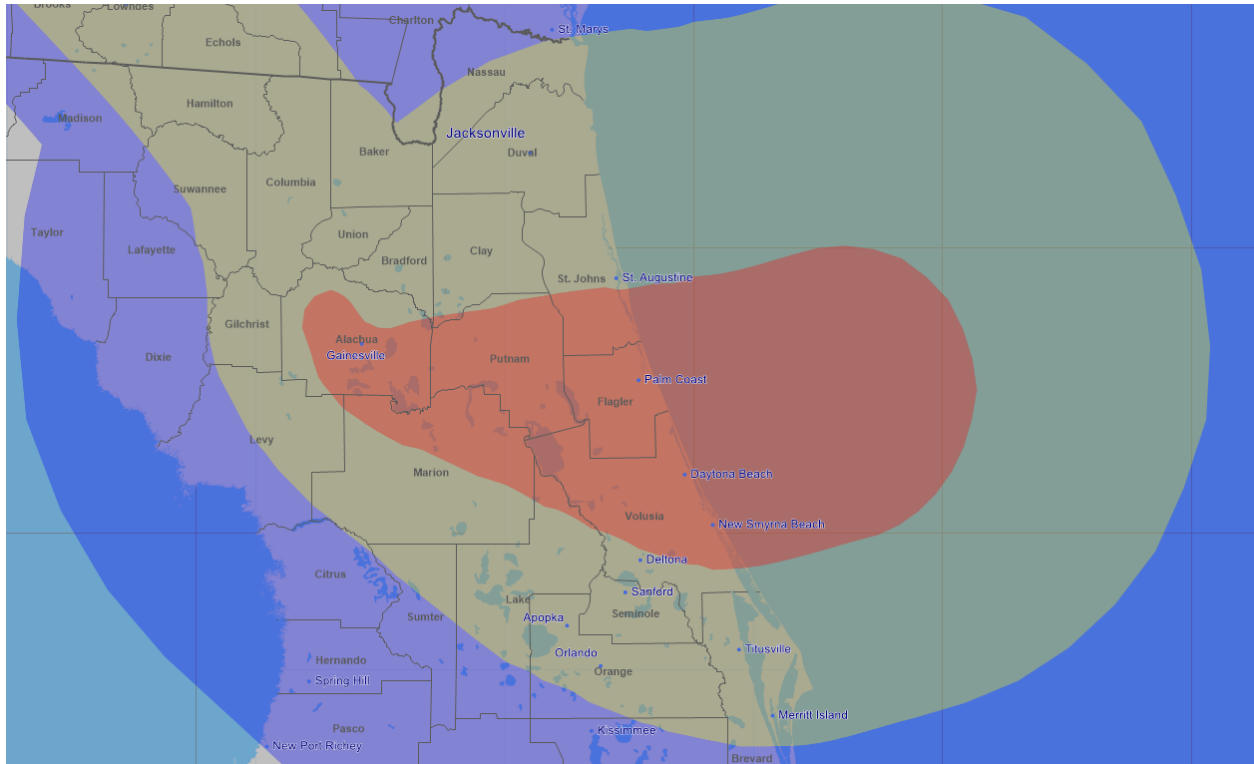 Brooks
Lowndes
Charlton
St. Marys
Echols
Nassau
Hamilton
Madison
Jacksonville
Baker
Duval
Columbia
Suwannee
Taylor
Union
Lafayette
Clay
Bradford
St. Johns
St. Augustine
Gilchrist
Alachua
Gainesville
Dixie
Putnam
Palm Coast
Flagler
Levy
Marion
Daytona Beach
Volusia
New Smyrna Beach
Deltona
Citrus
Sanford
Lake
Seminole
Sumter
Apopka
Titusville
Orlando
Hernando
Orange
Spring Hill
Merritt Island
Pasco
Kissimmee
New Port Richey
Brevard